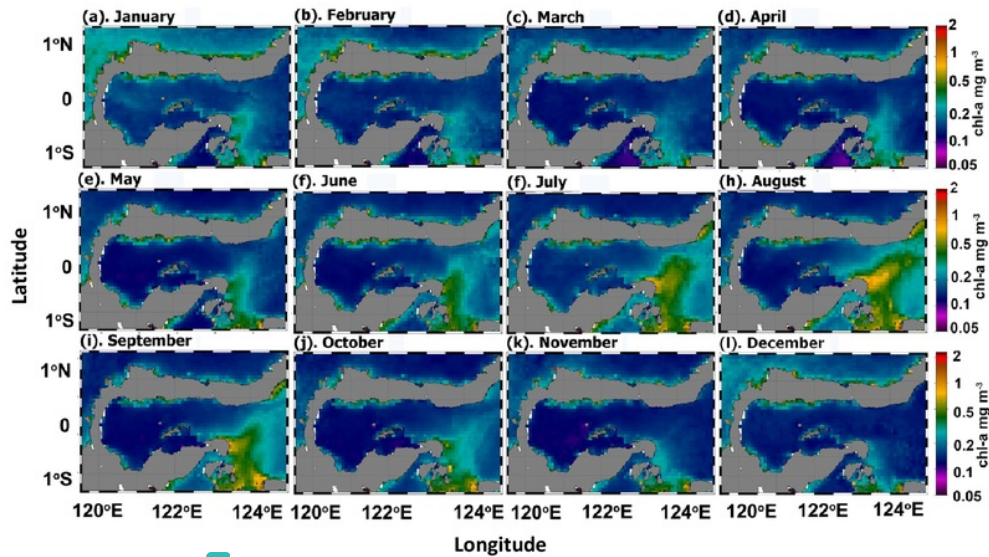 (a). January
(b). February
(c). March
(d). April
1°N
0
1°S
2
1
0.5
0.2
0.1
0.05
chl-a mg m⁻³
(e). May
(f). June
(f). July
(h). August
1°N
0
1°S
2
1
0.5
0.2
0.1
0.05
chl-a mg m⁻³
Latitude
(i). September
(j). October
(k). November
(l). December
1°N
0
1°S
2
1
0.5
0.2
0.1
0.05
chl-a mg m⁻³
120°E 122°E 124°E
120°E 122°E 124°E
120°E 122°E 124°E
120°E 122°E 124°E
Longitude